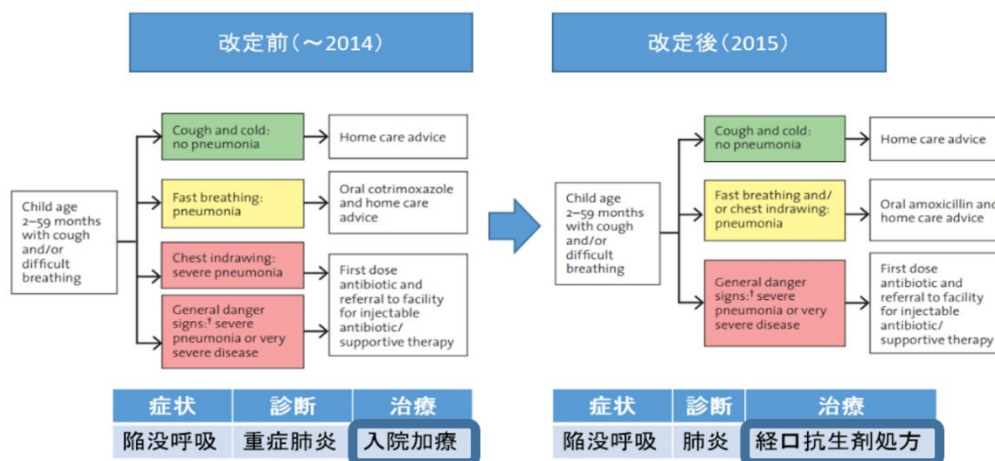 改定前(～2014)
Child age
2–59 months
with cough
and/or
difficult
breathing
Cough and cold:
no pneumonia
Home care advice
Fast breathing:
pneumonia
Oral cotrimoxazole
and home care
advice
Chest indrawing:
severe pneumonia
General danger
signs:† severe
pneumonia or very
severe disease
First dose
antibiotic and
referral to facility
for injectable
antibiotic/
supportive therapy
症状 診断 治療
陥没呼吸 重症肺炎 入院加療
改定後(2015)
Child age
2–59 months
with cough
and/or
difficult
breathing
Cough and cold:
no pneumonia
Home care advice
Fast breathing and/
or chest indrawing:
pneumonia
Oral amoxicillin and
home care advice
General danger
signs:† severe
pneumonia or very
severe disease
First dose
antibiotic and
referral to facility
for injectable
antibiotic/
supportive therapy
症状 診断 治療
陥没呼吸 肺炎 経口抗生剤処方